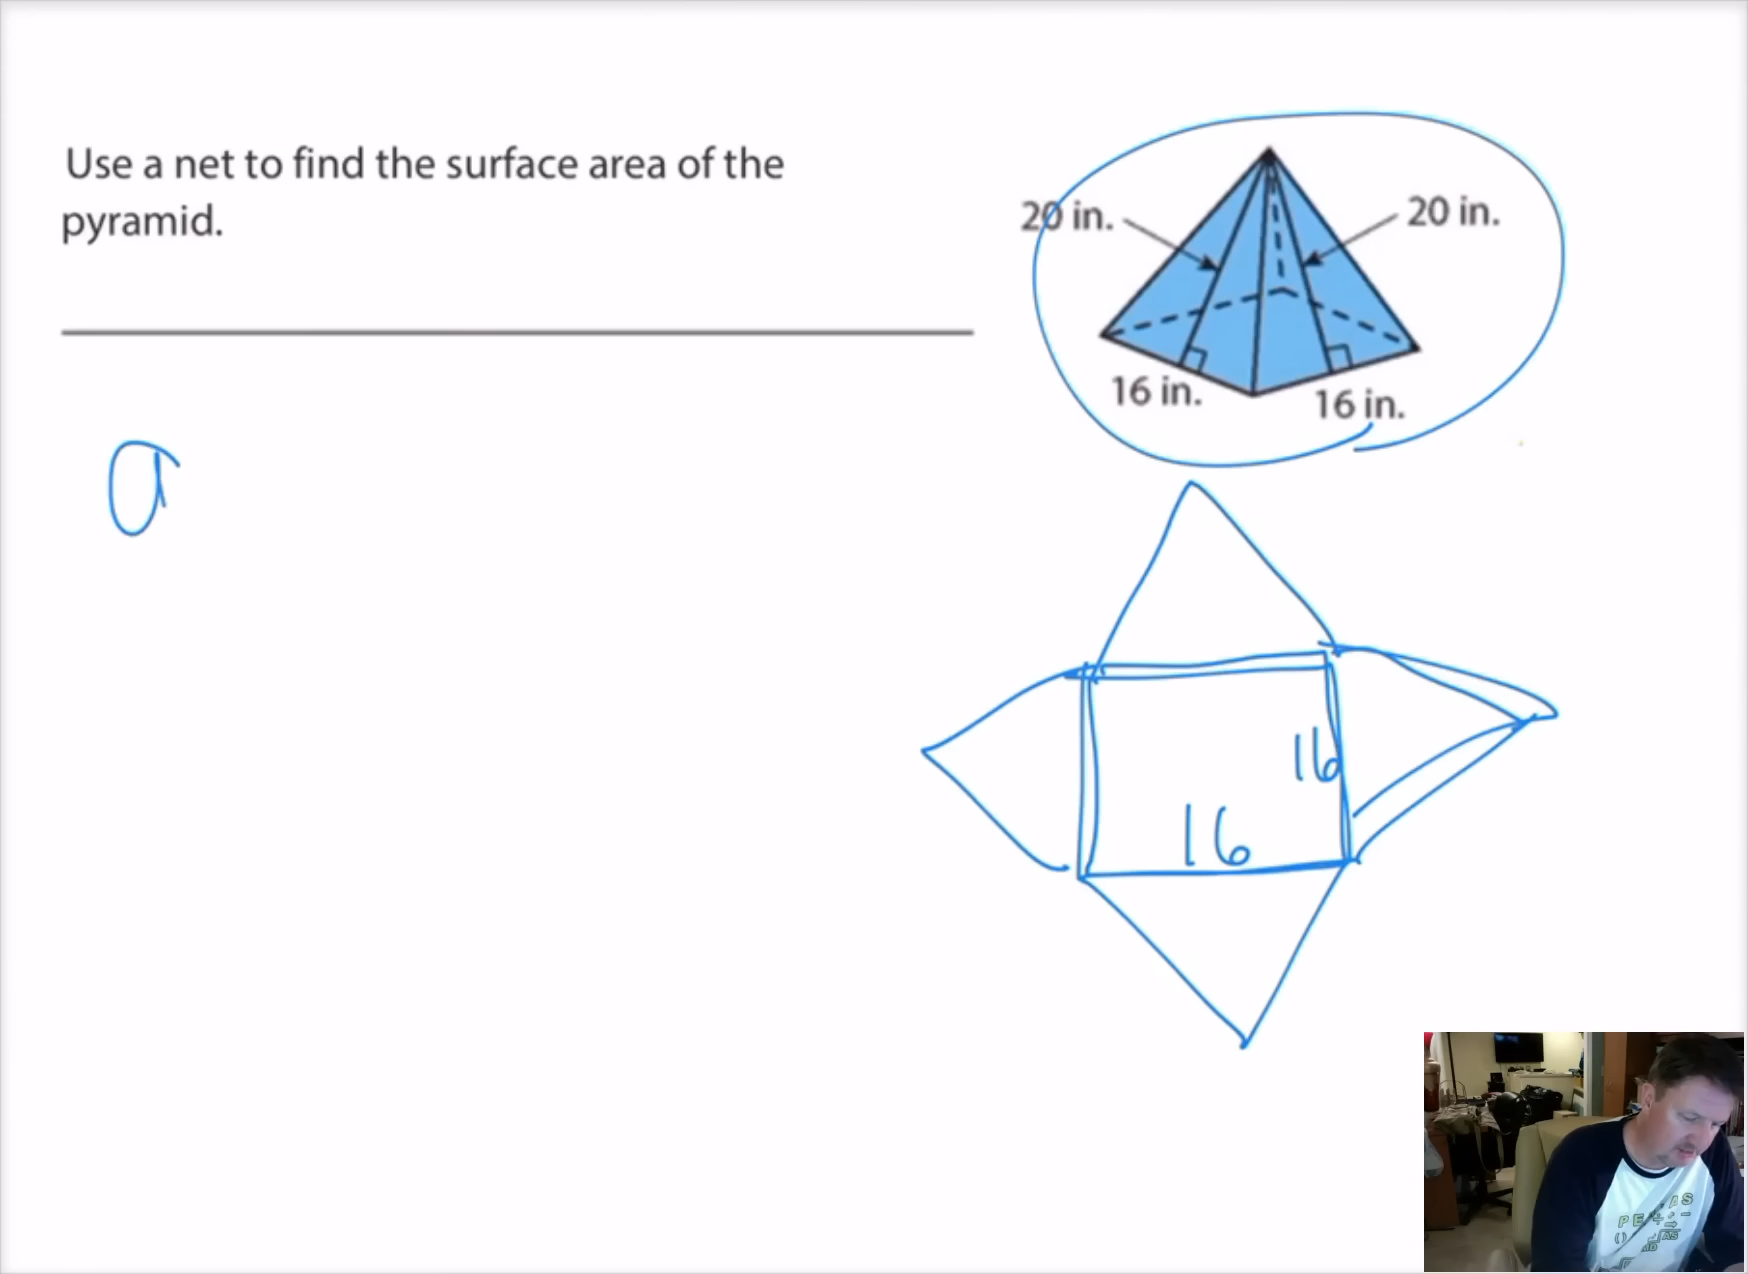 Use a net to find the surface area of the
pyramid.
20 in.
20 in.
16 in.
16 in.
a
16
16